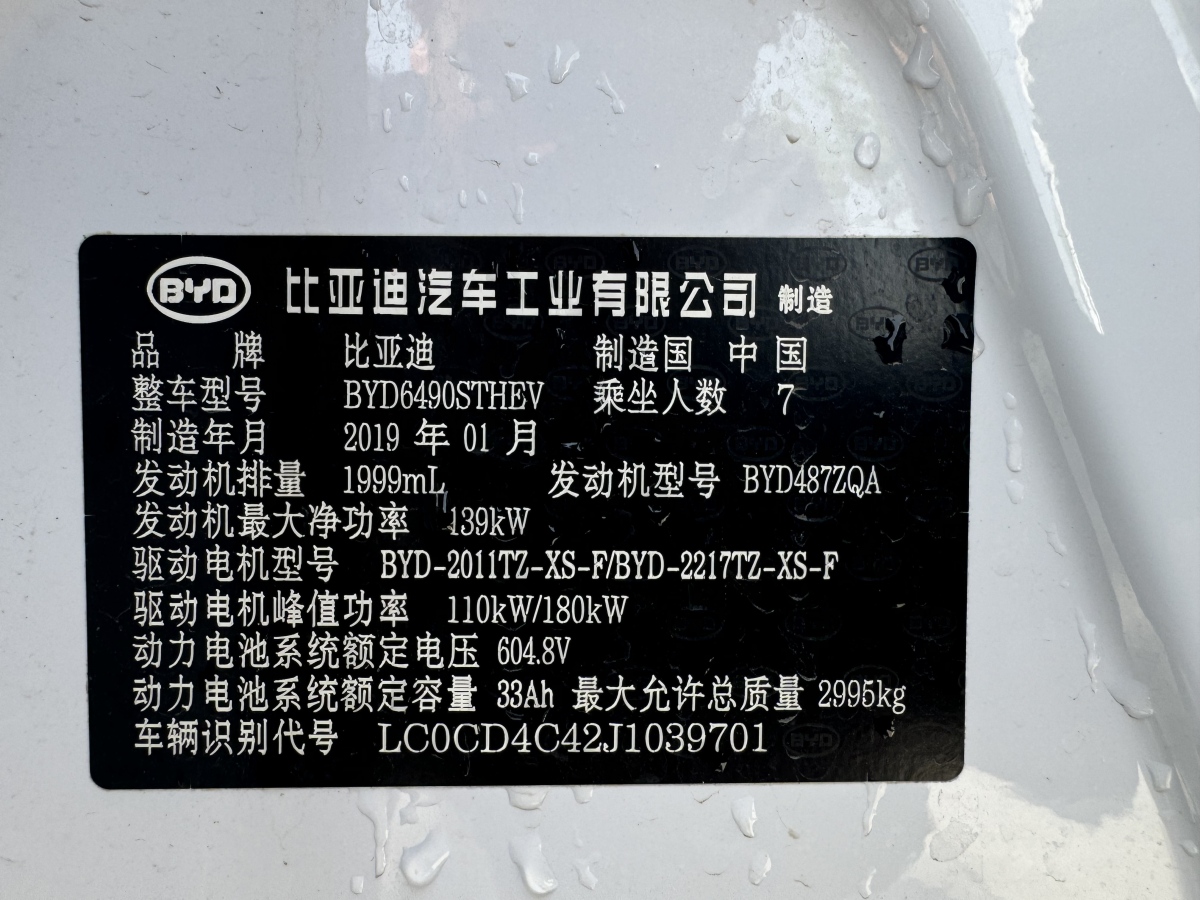 BYD 比亚迪汽车工业有限公司 制造
品 牌 比亚迪 制造国 中国
整车型号 BYD6490STHEV 乘坐人数 7
制造年月 2019 年 01 月
发动机排量 1999mL 发动机型号 BYD487ZQA
发动机最大净功率 139kW
驱动电机型号 BYD-2011TZ-XS-F/BYD-2217TZ-XS-F
驱动电机峰值功率 110kW/180kW
动力电池系统额定电压 604.8V
动力电池系统额定容量 33Ah 最大允许总质量 2995kg
车辆识别代号 LC0CD4C42J1039701